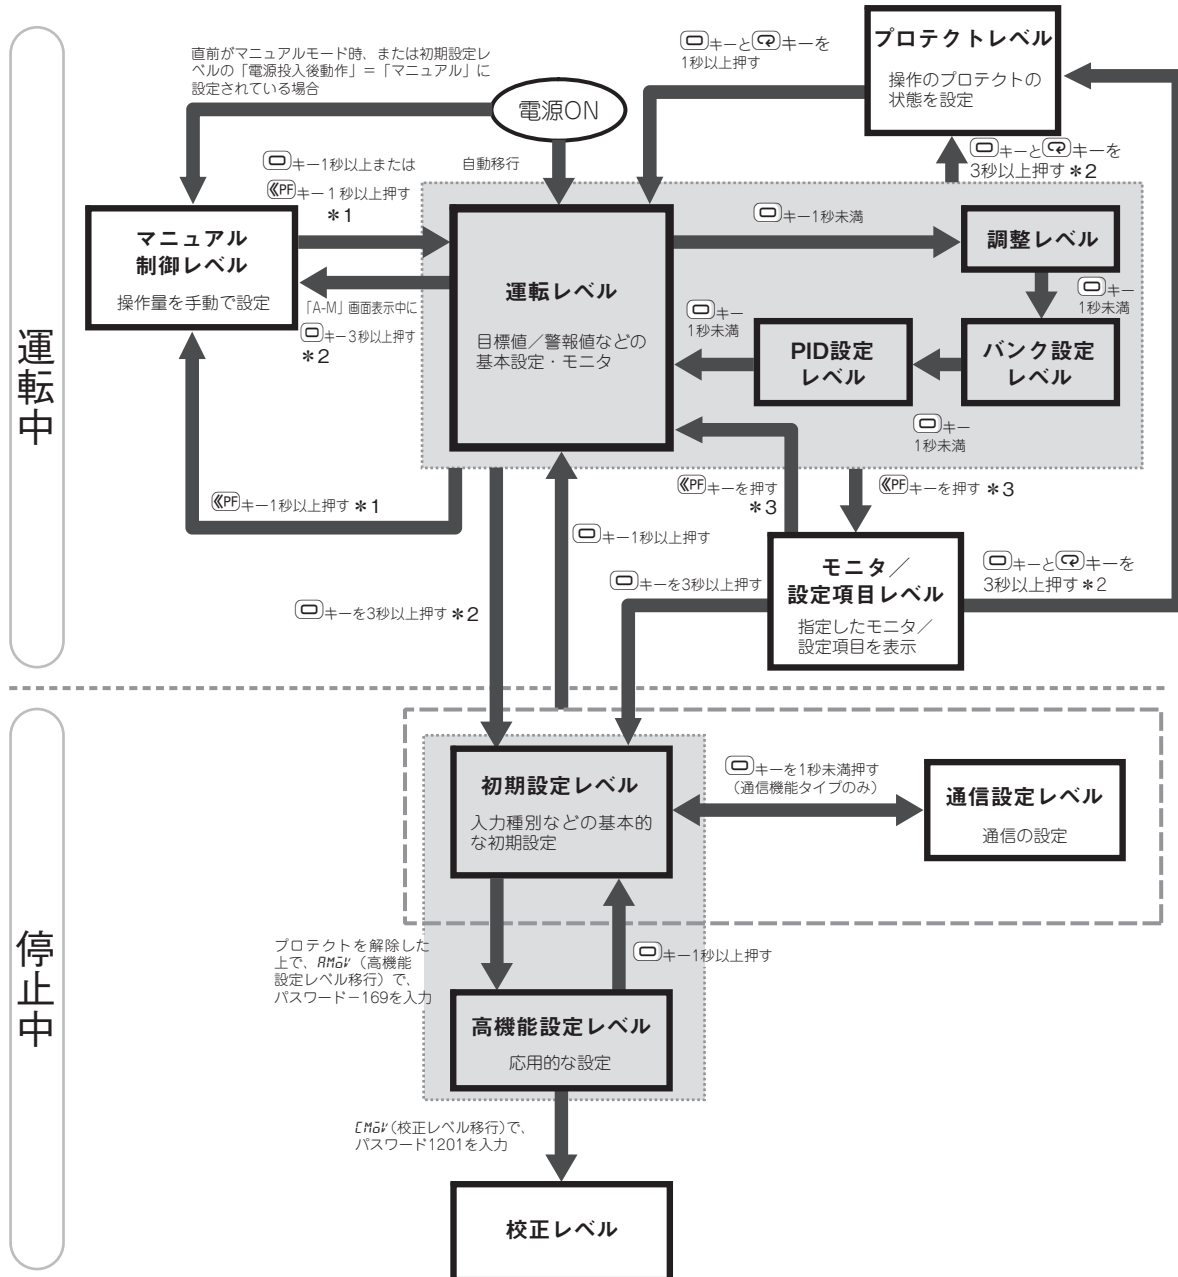 運転中
直前がマニュアルモード時、または初期設定レ
ベルの「電源投入後動作」=「マニュアル」に
設定されている場合
電源ON
キーと キーを
1秒以上押す
プロテクトレベル
操作のプロテクトの
状態を設定
キー1秒以上または
《PFキー1秒以上押す
*1
自動移行
キーと キーを
3秒以上押す*2
マニュアル
制御レベル
操作量を手動で設定
「A-M」画面表示中に
キー3秒以上押す
*2
運転レベル
目標値/警報値などの
基本設定・モニタ
キー1秒未満
調整レベル
キー
1秒未満
バンク設定
レベル
キー
1秒未満
PID設定
レベル
キー
1秒未満
《PFキー1秒以上押す*1
《PFキーを押す
*3
《PFキーを押す*3
キー1秒以上押す
キーを3秒以上押す
モニタ/
設定項目レベル
指定したモニタ/
設定項目を表示
キーと キーを
3秒以上押す*2
キーを3秒以上押す*2
停止中
初期設定レベル
入力種別などの基本的
な初期設定
キーを1秒未満押す
(通信機能タイプのみ)
通信設定レベル
通信の設定
プロテクトを解除した
上で、AMoV(高機能
設定レベル移行)で、
パスワード-169を入力
キー1秒以上押す
高機能設定レベル
応用的な設定
CMoV(校正レベル移行)で、
パスワード1201を入力
校正レベル